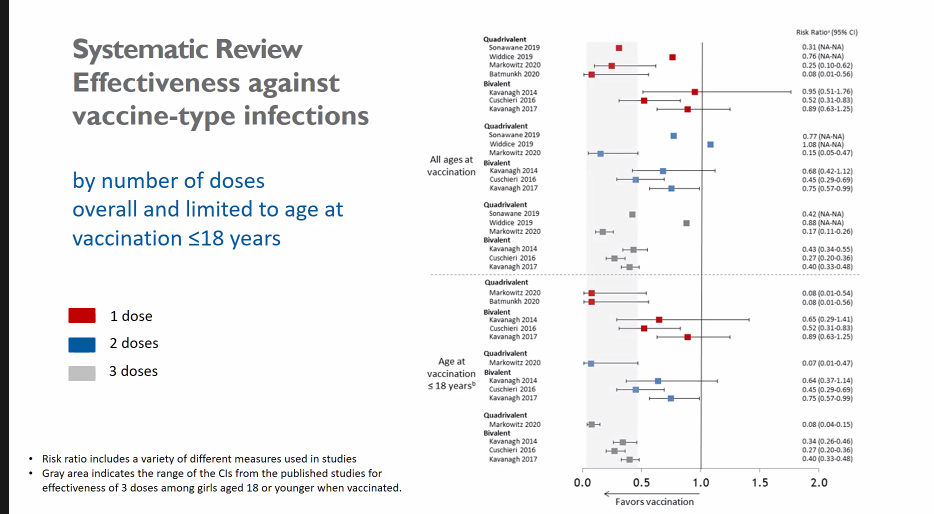 Systematic Review
Effectiveness against
vaccine-type infections
by number of doses
overall and limited to age at
vaccination ≤18 years
1 dose
2 doses
3 doses
• Risk ratio includes a variety of different measures used in studies
• Gray area indicates the range of the CIs from the published studies for
effectiveness of 3 doses among girls aged 18 or younger when vaccinated.
Risk Ratioᵃ (95% CI)
All ages at
vaccination
Quadrivalent
Sonawane 2019 0.31 (NA-NA)
Widdice 2019 0.76 (NA-NA)
Markowitz 2020 0.25 (0.10-0.62)
Batmunkh 2020 0.08 (0.01-0.56)
Bivalent
Kavanagh 2014 0.95 (0.51-1.76)
Cuschieri 2016 0.52 (0.31-0.83)
Kavanagh 2017 0.89 (0.63-1.25)
Quadrivalent
Sonawane 2019 0.77 (NA-NA)
Widdice 2019 1.08 (NA-NA)
Markowitz 2020 0.15 (0.05-0.47)
Bivalent
Kavanagh 2014 0.68 (0.42-1.12)
Cuschieri 2016 0.45 (0.29-0.69)
Kavanagh 2017 0.75 (0.57-0.99)
Quadrivalent
Sonawane 2019 0.42 (NA-NA)
Widdice 2019 0.88 (NA-NA)
Markowitz 2020 0.17 (0.11-0.26)
Bivalent
Kavanagh 2014 0.43 (0.34-0.55)
Cuschieri 2016 0.27 (0.20-0.36)
Kavanagh 2017 0.40 (0.33-0.48)
Age at
vaccination
≤ 18 yearsᵇ
Quadrivalent
Markowitz 2020 0.08 (0.01-0.54)
Batmunkh 2020 0.08 (0.01-0.56)
Bivalent
Kavanagh 2014 0.65 (0.29-1.41)
Cuschieri 2016 0.52 (0.31-0.83)
Kavanagh 2017 0.89 (0.63-1.25)
Quadrivalent
Markowitz 2020 0.07 (0.01-0.47)
Bivalent
Kavanagh 2014 0.64 (0.37-1.14)
Cuschieri 2016 0.45 (0.29-0.69)
Kavanagh 2017 0.75 (0.57-0.99)
Quadrivalent
Markowitz 2020 0.08 (0.04-0.15)
Bivalent
Kavanagh 2014 0.34 (0.26-0.46)
Cuschieri 2016 0.27 (0.20-0.36)
Kavanagh 2017 0.40 (0.33-0.48)
0.0 0.5 1.0 1.5 2.0
Favors vaccination